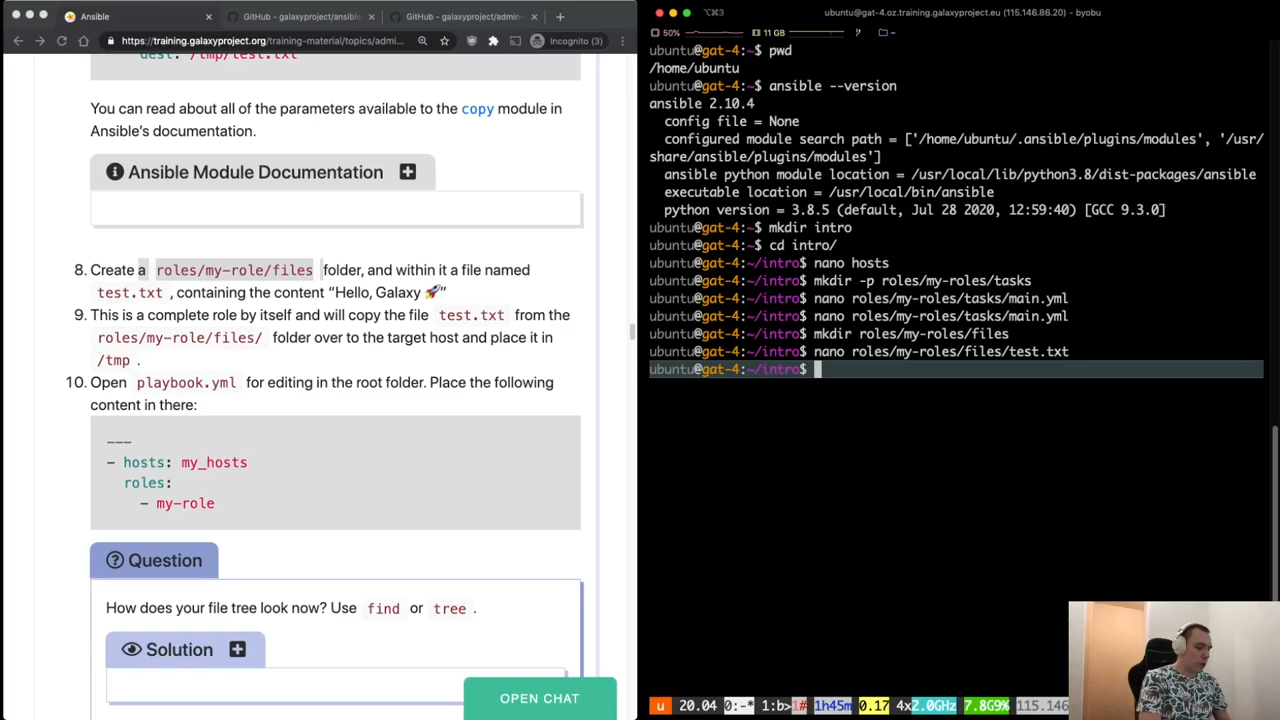 Ansible
GitHub - galaxyproject/ansible
GitHub - galaxyproject/admin-
https://training.galaxyproject.org/training-material/topics/admi...
Incognito (3)
dest: /tmp/test.txt
You can read about all of the parameters available to the copy module in
Ansible's documentation.
Ansible Module Documentation
8. Create a roles/my-role/files folder, and within it a file named
test.txt , containing the content “Hello, Galaxy 🚀”
9. This is a complete role by itself and will copy the file test.txt from the
roles/my-role/files/ folder over to the target host and place it in
/tmp .
10. Open playbook.yml for editing in the root folder. Place the following
content in there:
---
- hosts: my_hosts
roles:
- my-role
Question
How does your file tree look now? Use find or tree .
Solution
OPEN CHAT
⌥⌘3
ubuntu@gat-4.oz.training.galaxyproject.eu (115.146.86.20) - byobu
50%
11 GB
~
ubuntu@gat-4:~$ pwd
/home/ubuntu
ubuntu@gat-4:~$ ansible --version
ansible 2.10.4
config file = None
configured module search path = ['/home/ubuntu/.ansible/plugins/modules', '/usr/
share/ansible/plugins/modules']
ansible python module location = /usr/local/lib/python3.8/dist-packages/ansible
executable location = /usr/local/bin/ansible
python version = 3.8.5 (default, Jul 28 2020, 12:59:40) [GCC 9.3.0]
ubuntu@gat-4:~$ mkdir intro
ubuntu@gat-4:~$ cd intro/
ubuntu@gat-4:~/intro$ nano hosts
ubuntu@gat-4:~/intro$ mkdir -p roles/my-roles/tasks
ubuntu@gat-4:~/intro$ nano roles/my-roles/tasks/main.yml
ubuntu@gat-4:~/intro$ nano roles/my-roles/tasks/main.yml
ubuntu@gat-4:~/intro$ mkdir roles/my-roles/files
ubuntu@gat-4:~/intro$ nano roles/my-roles/files/test.txt
ubuntu@gat-4:~/intro$
u 20.04 0:-* 1:b> 1# 1h45m 0.17 4x2.0GHz 7.8G9% 115.146